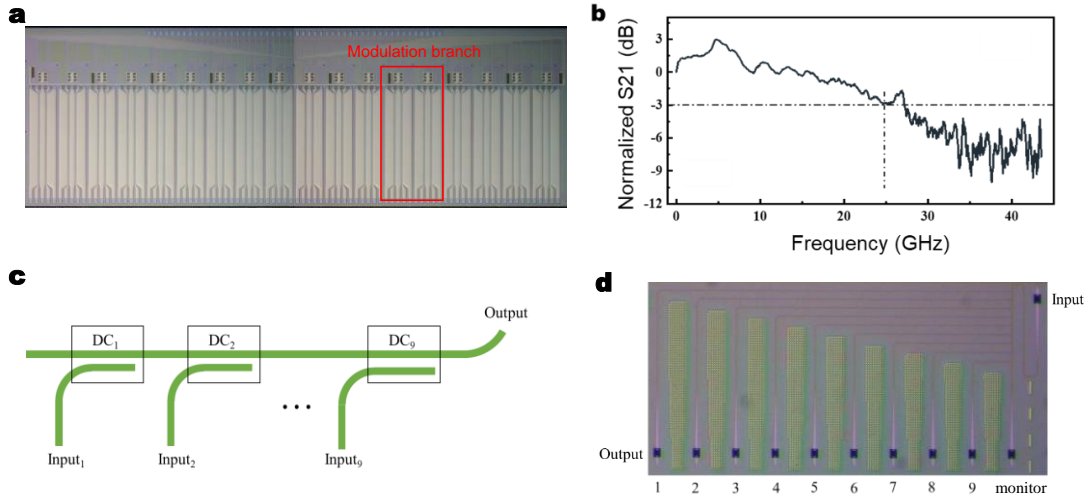 a
Modulation branch
b
Normalized S21 (dB)
3
0
-3
-6
-9
-12
0
10
20
30
40
Frequency (GHz)
c
DC1
DC2
DC9
Output
Input1
Input2
...
Input9
d
Input
Output
1
2
3
4
5
6
7
8
9
monitor